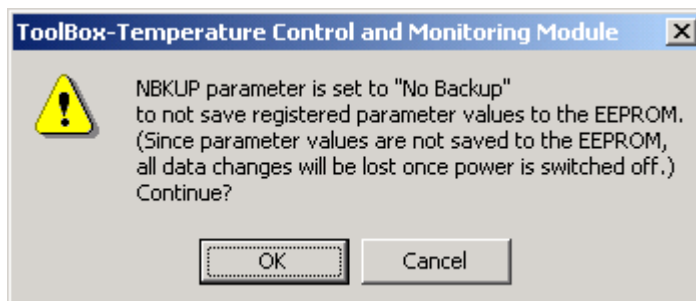 ToolBox-Temperature Control and Monitoring Module
NBKUP parameter is set to "No Backup"
to not save registered parameter values to the EEPROM.
(Since parameter values are not saved to the EEPROM,
all data changes will be lost once power is switched off.)
Continue?
OK
Cancel